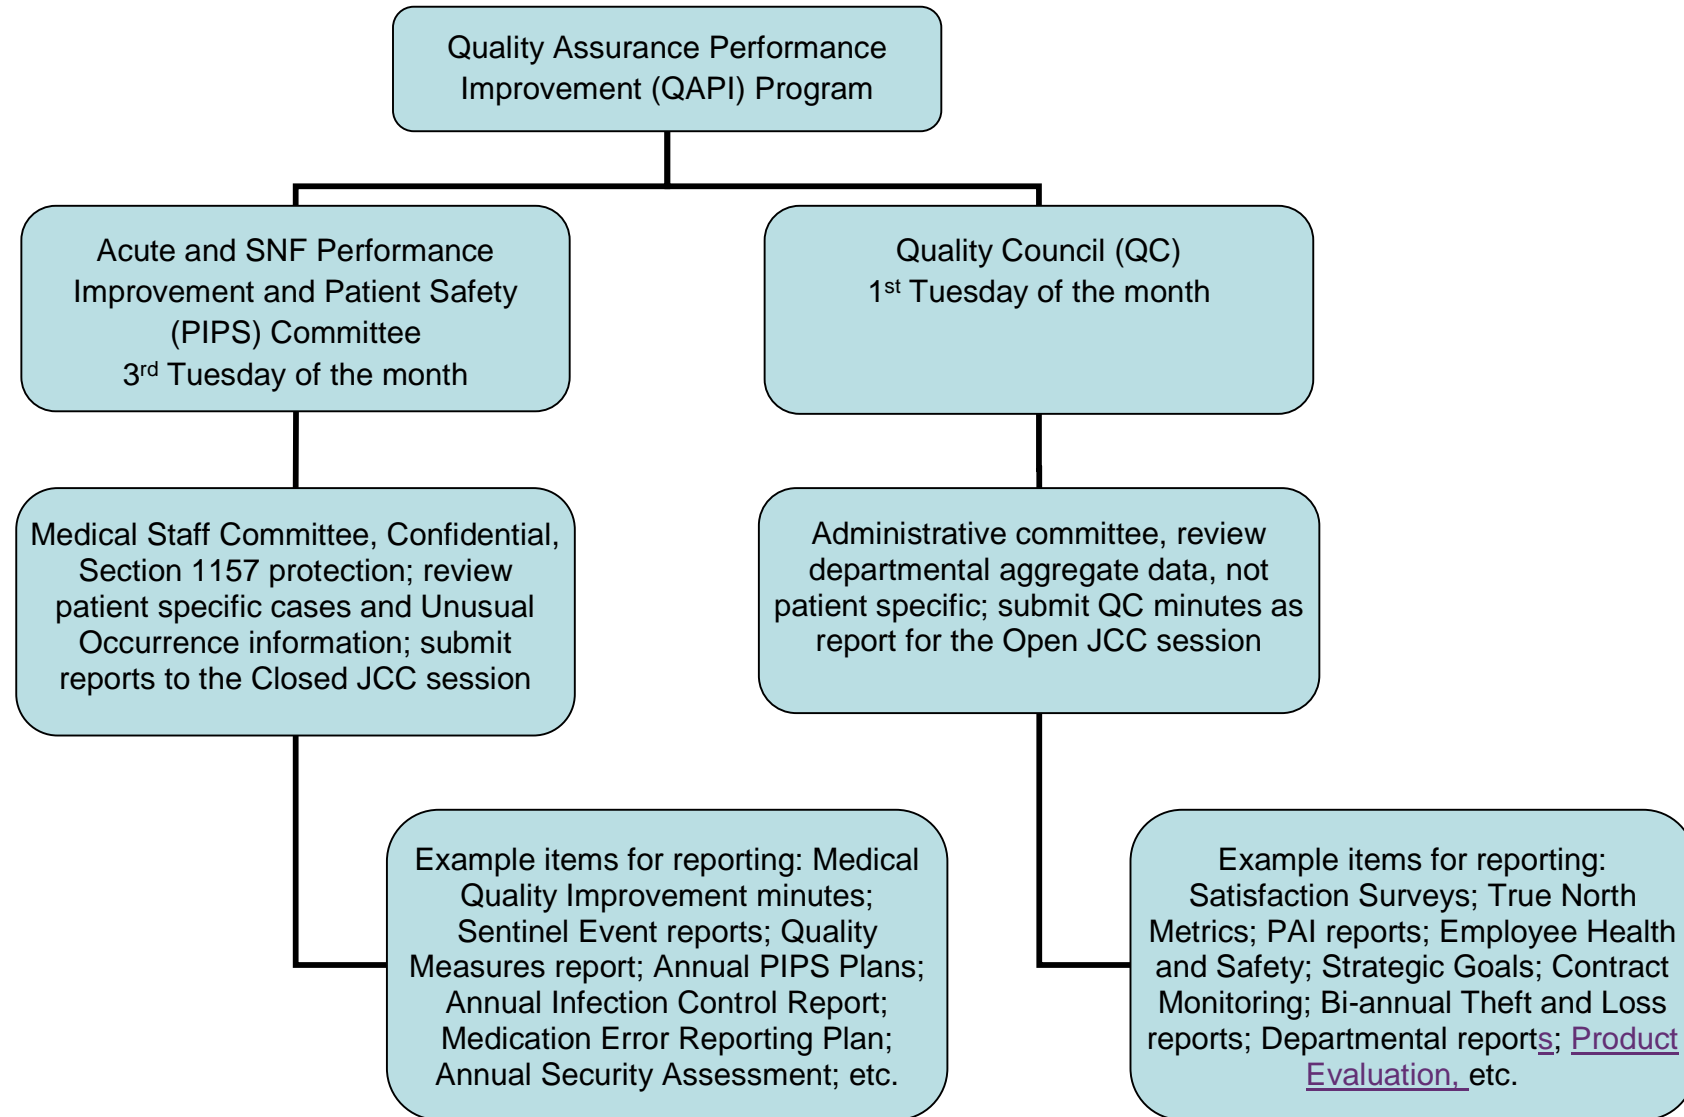 Quality Assurance Performance
Improvement (QAPI) Program
Acute and SNF Performance
Improvement and Patient Safety
(PIPS) Committee
3rd Tuesday of the month
Quality Council (QC)
1st Tuesday of the month
Medical Staff Committee, Confidential,
Section 1157 protection; review
patient specific cases and Unusual
Occurrence information; submit
reports to the Closed JCC session
Administrative committee, review
departmental aggregate data, not
patient specific; submit QC minutes as
report for the Open JCC session
Example items for reporting: Medical
Quality Improvement minutes;
Sentinel Event reports; Quality
Measures report; Annual PIPS Plans;
Annual Infection Control Report;
Medication Error Reporting Plan;
Annual Security Assessment; etc.
Example items for reporting:
Satisfaction Surveys; True North
Metrics; PAI reports; Employee Health
and Safety; Strategic Goals; Contract
Monitoring; Bi-annual Theft and Loss
reports; Departmental reports; Product
Evaluation, etc.